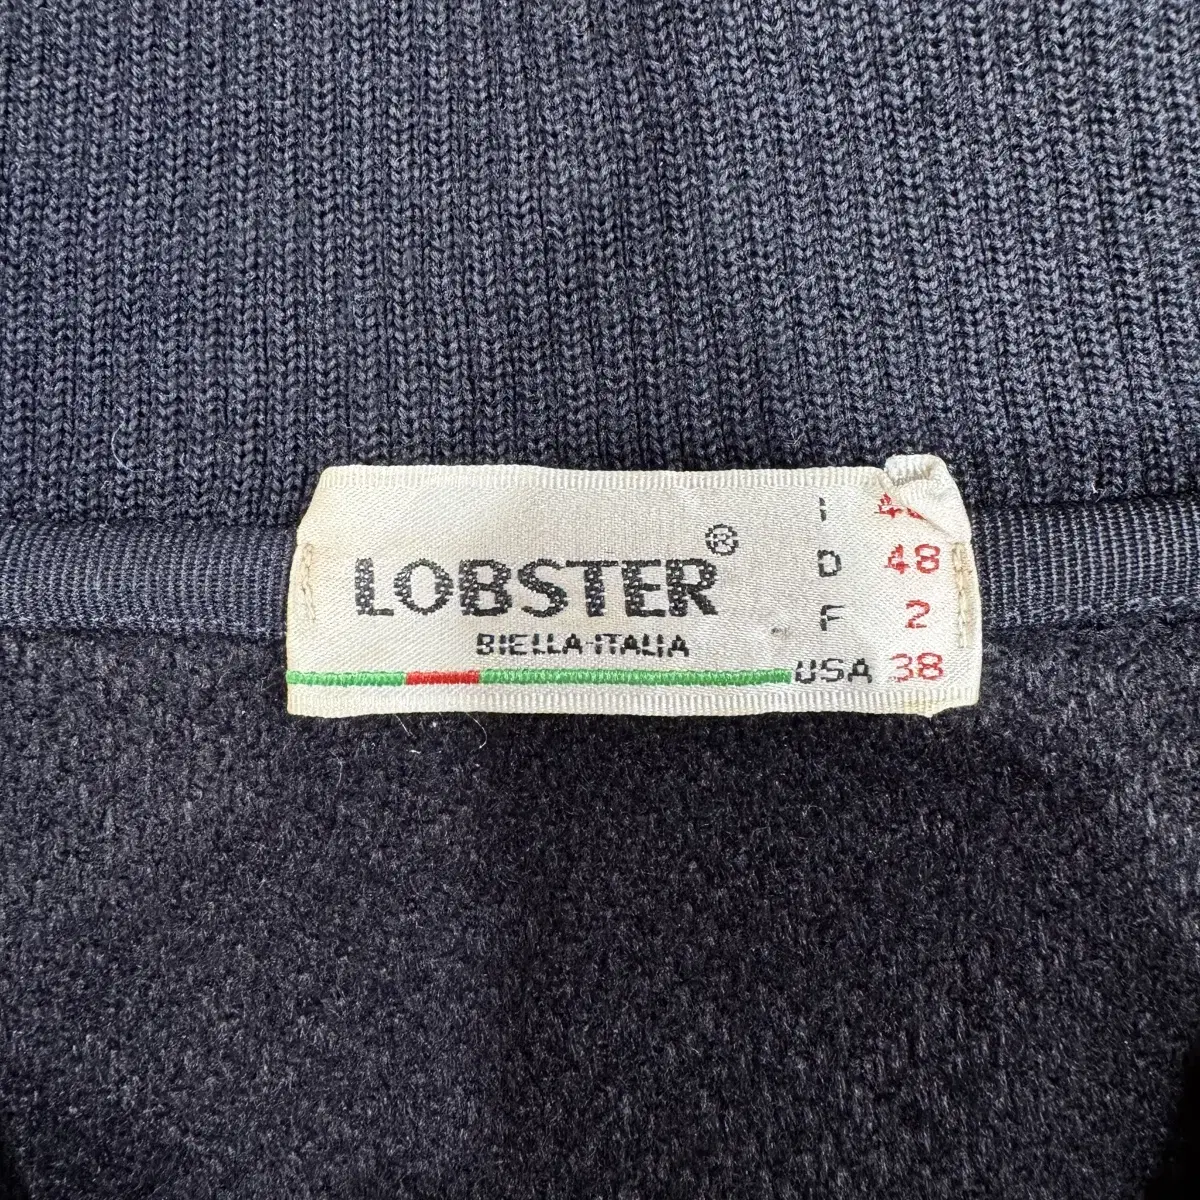 LOBSTER®
BIELLA-ITALIA
I
D 48
F 2
USA 38